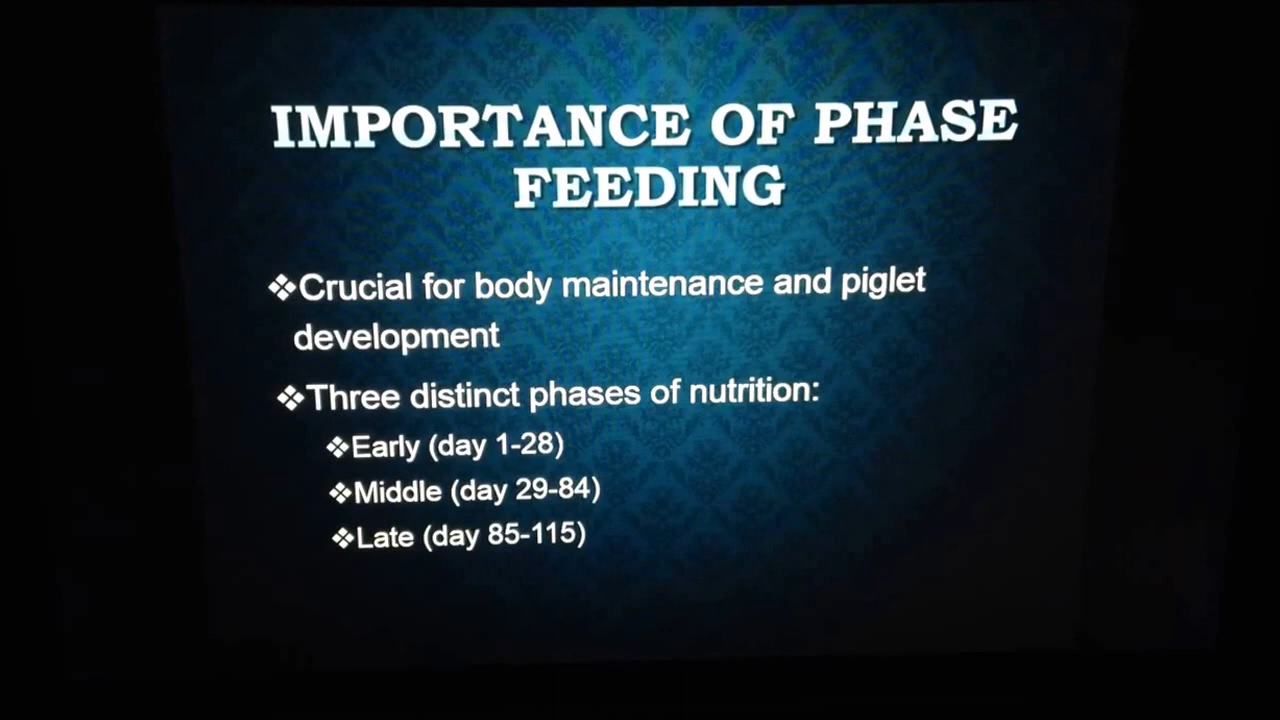 IMPORTANCE OF PHASE
FEEDING
❖Crucial for body maintenance and piglet
development
❖Three distinct phases of nutrition:
❖Early (day 1-28)
❖Middle (day 29-84)
❖Late (day 85-115)